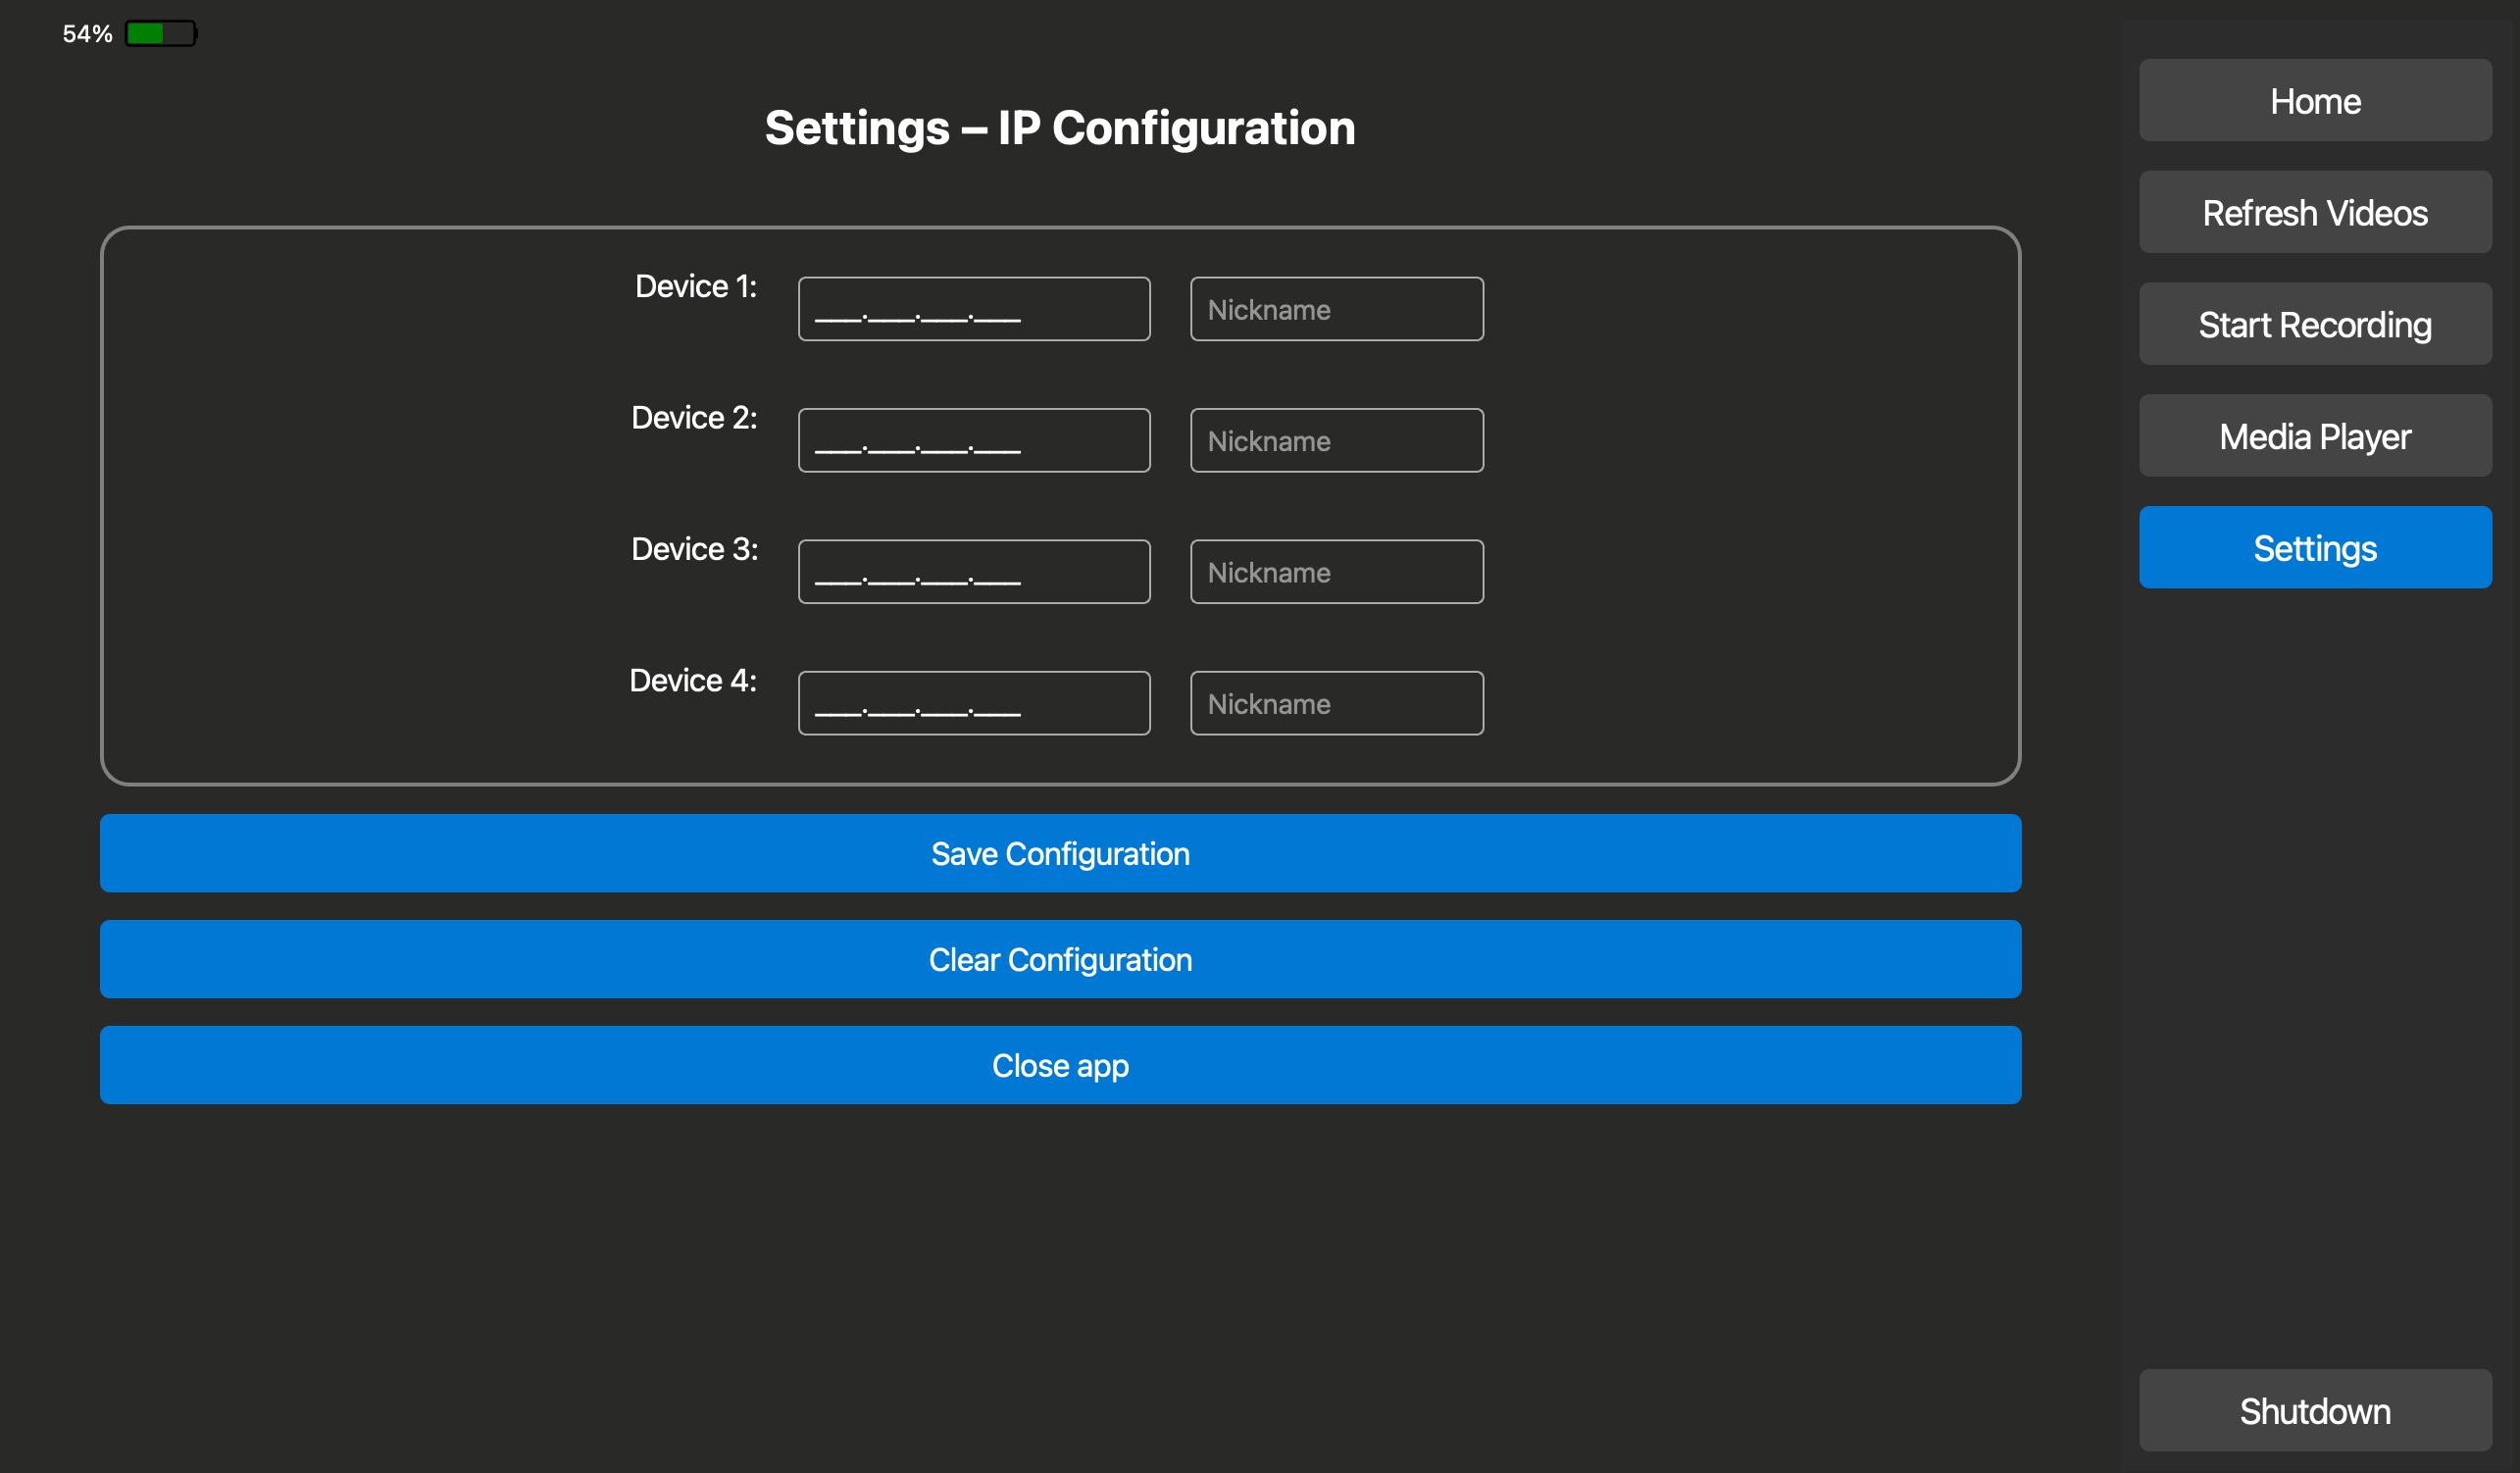 54%
Settings – IP Configuration
Device 1: ___.___.___.___ Nickname
Device 2: ___.___.___.___ Nickname
Device 3: ___.___.___.___ Nickname
Device 4: ___.___.___.___ Nickname
Save Configuration
Clear Configuration
Close app
Home
Refresh Videos
Start Recording
Media Player
Settings
Shutdown